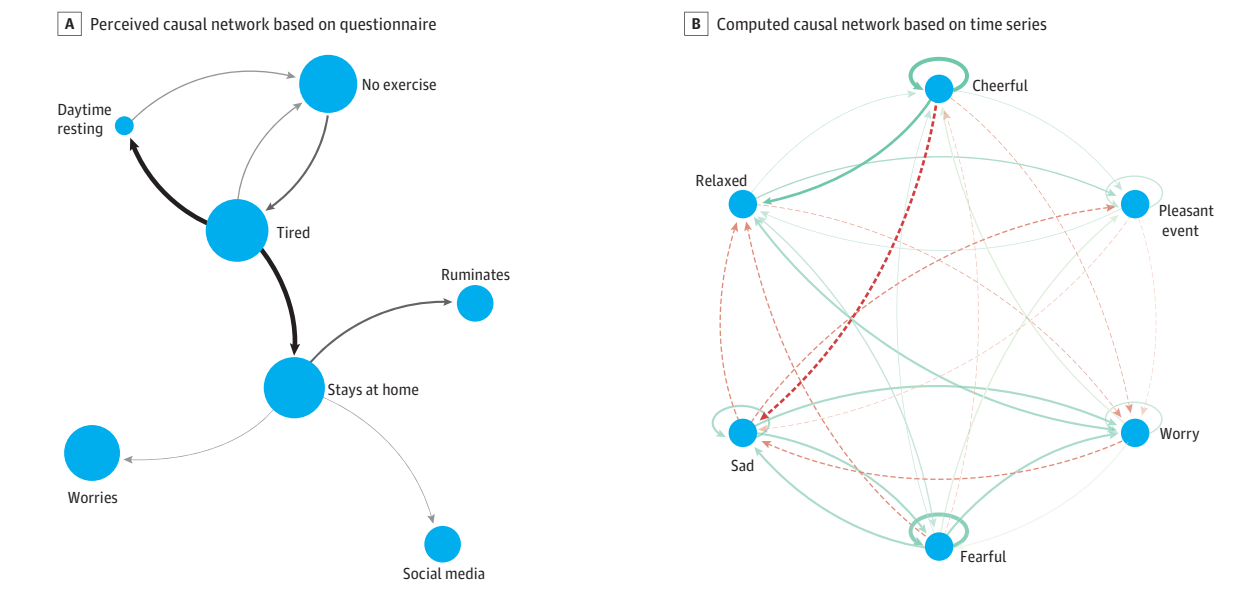 A Perceived causal network based on questionnaire
No exercise
Daytime
resting
Tired
Ruminates
Stays at home
Worries
Social media
B Computed causal network based on time series
Cheerful
Relaxed
Pleasant
event
Worry
Sad
Fearful